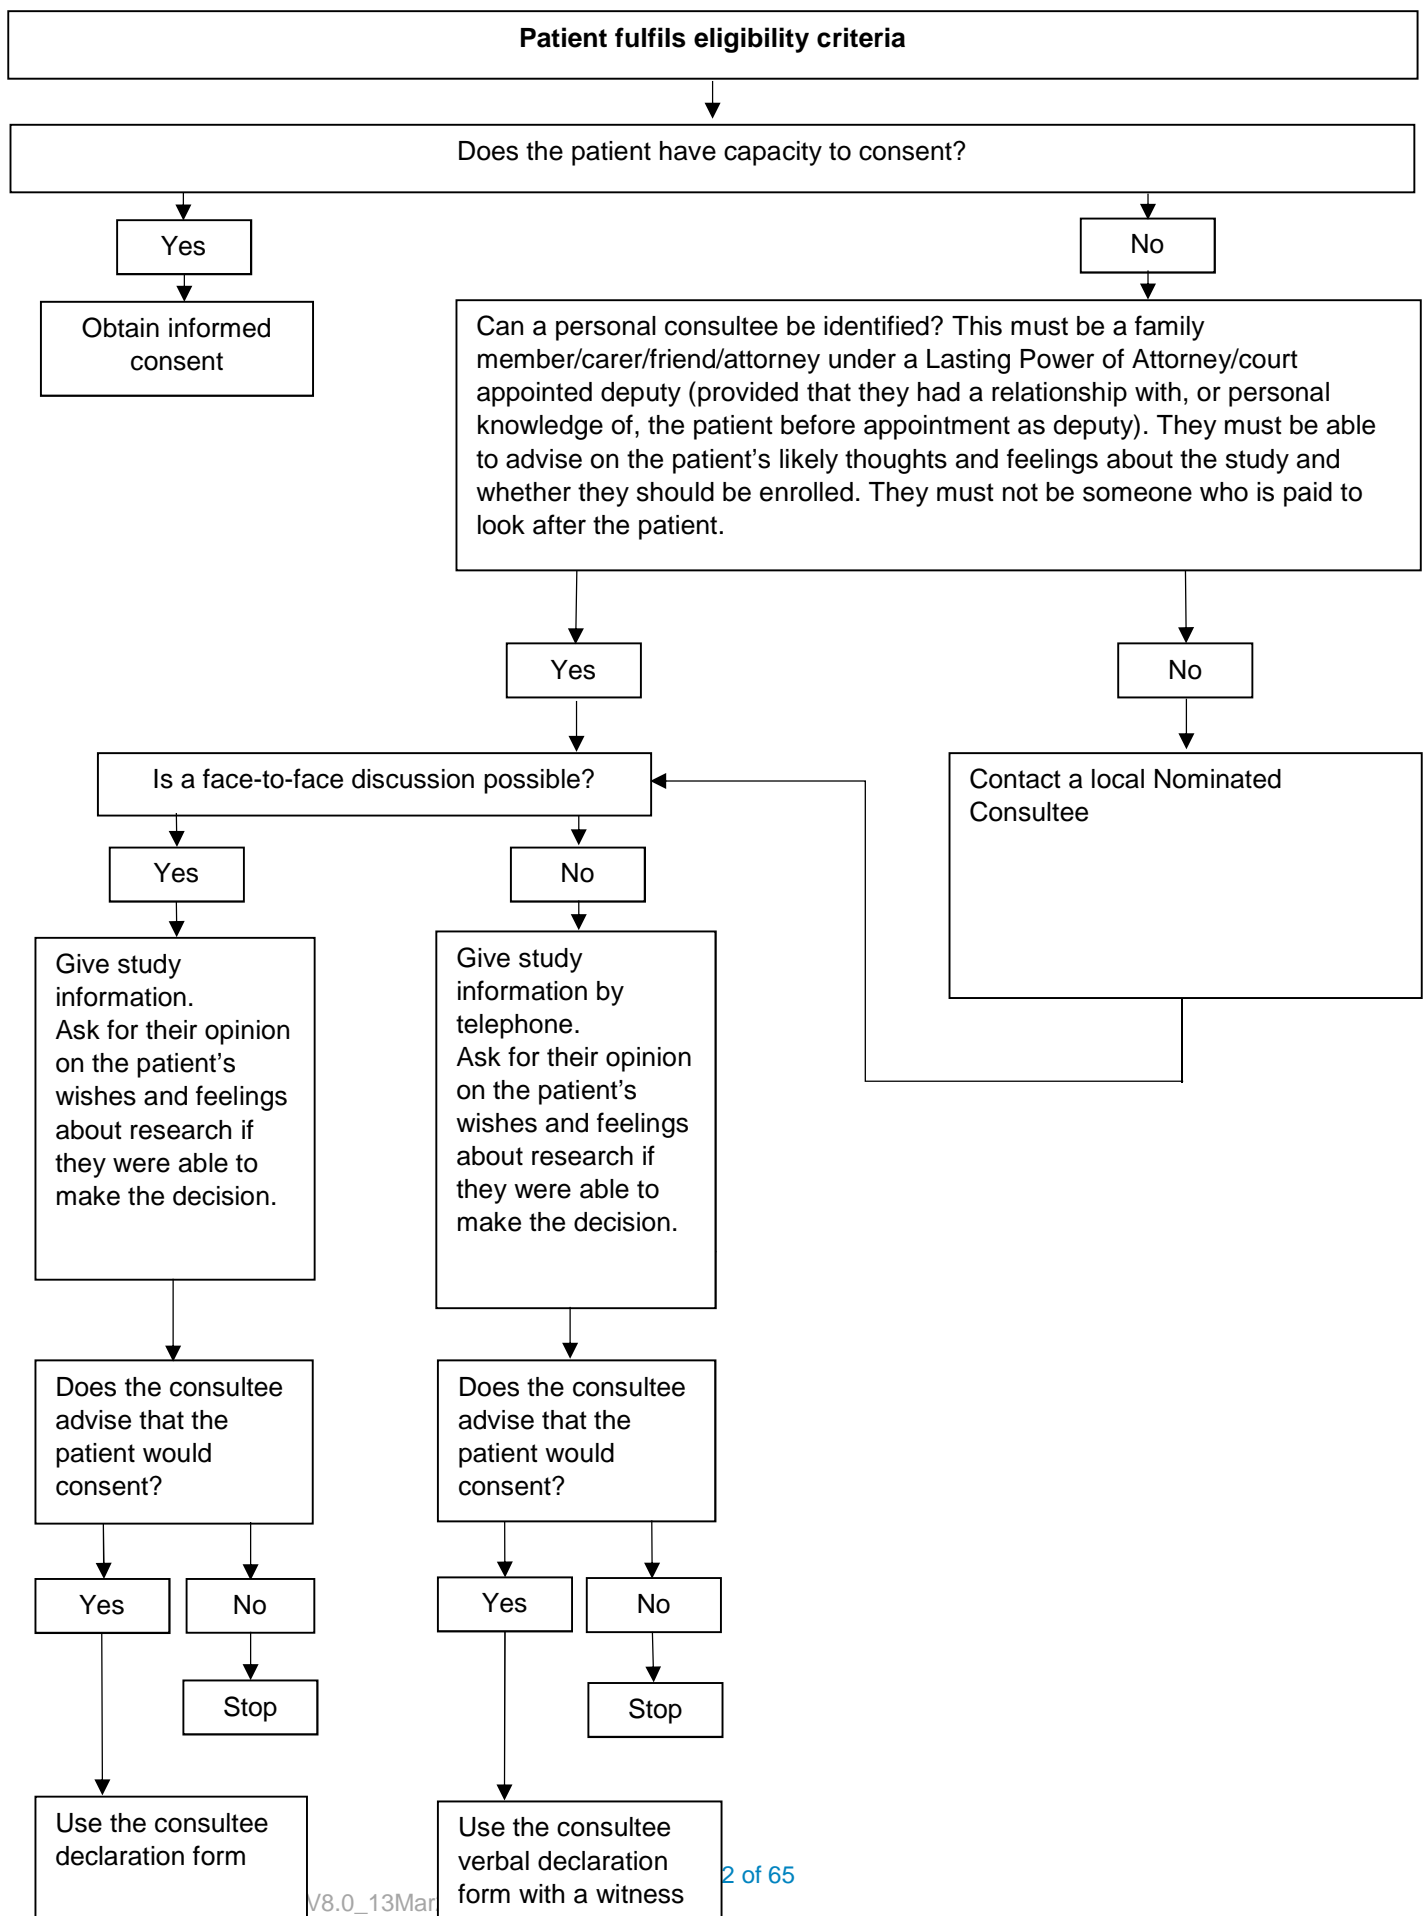 Patient fulfils eligibility criteria
Does the patient have capacity to consent?
Yes
No
Obtain informed
consent
Can a personal consultee be identified? This must be a family
member/carer/friend/attorney under a Lasting Power of Attorney/court
appointed deputy (provided that they had a relationship with, or personal
knowledge of, the patient before appointment as deputy). They must be able
to advise on the patient's likely thoughts and feelings about the study and
whether they should be enrolled. They must not be someone who is paid to
look after the patient.
Yes
No
Is a face-to-face discussion possible?
Contact a local Nominated
Consultee
Yes
No
Give study
information.
Ask for their opinion
on the patient's
wishes and feelings
about research if
they were able to
make the decision.
Give study
information by
telephone.
Ask for their opinion
on the patient's
wishes and feelings
about research if
they were able to
make the decision.
Does the consultee
advise that the
patient would
consent?
Does the consultee
advise that the
patient would
consent?
Yes
No
Yes
No
Stop
Stop
Use the consultee
declaration form
Use the consultee
verbal declaration
form with a witness
2 of 65
V8.0_13Mar